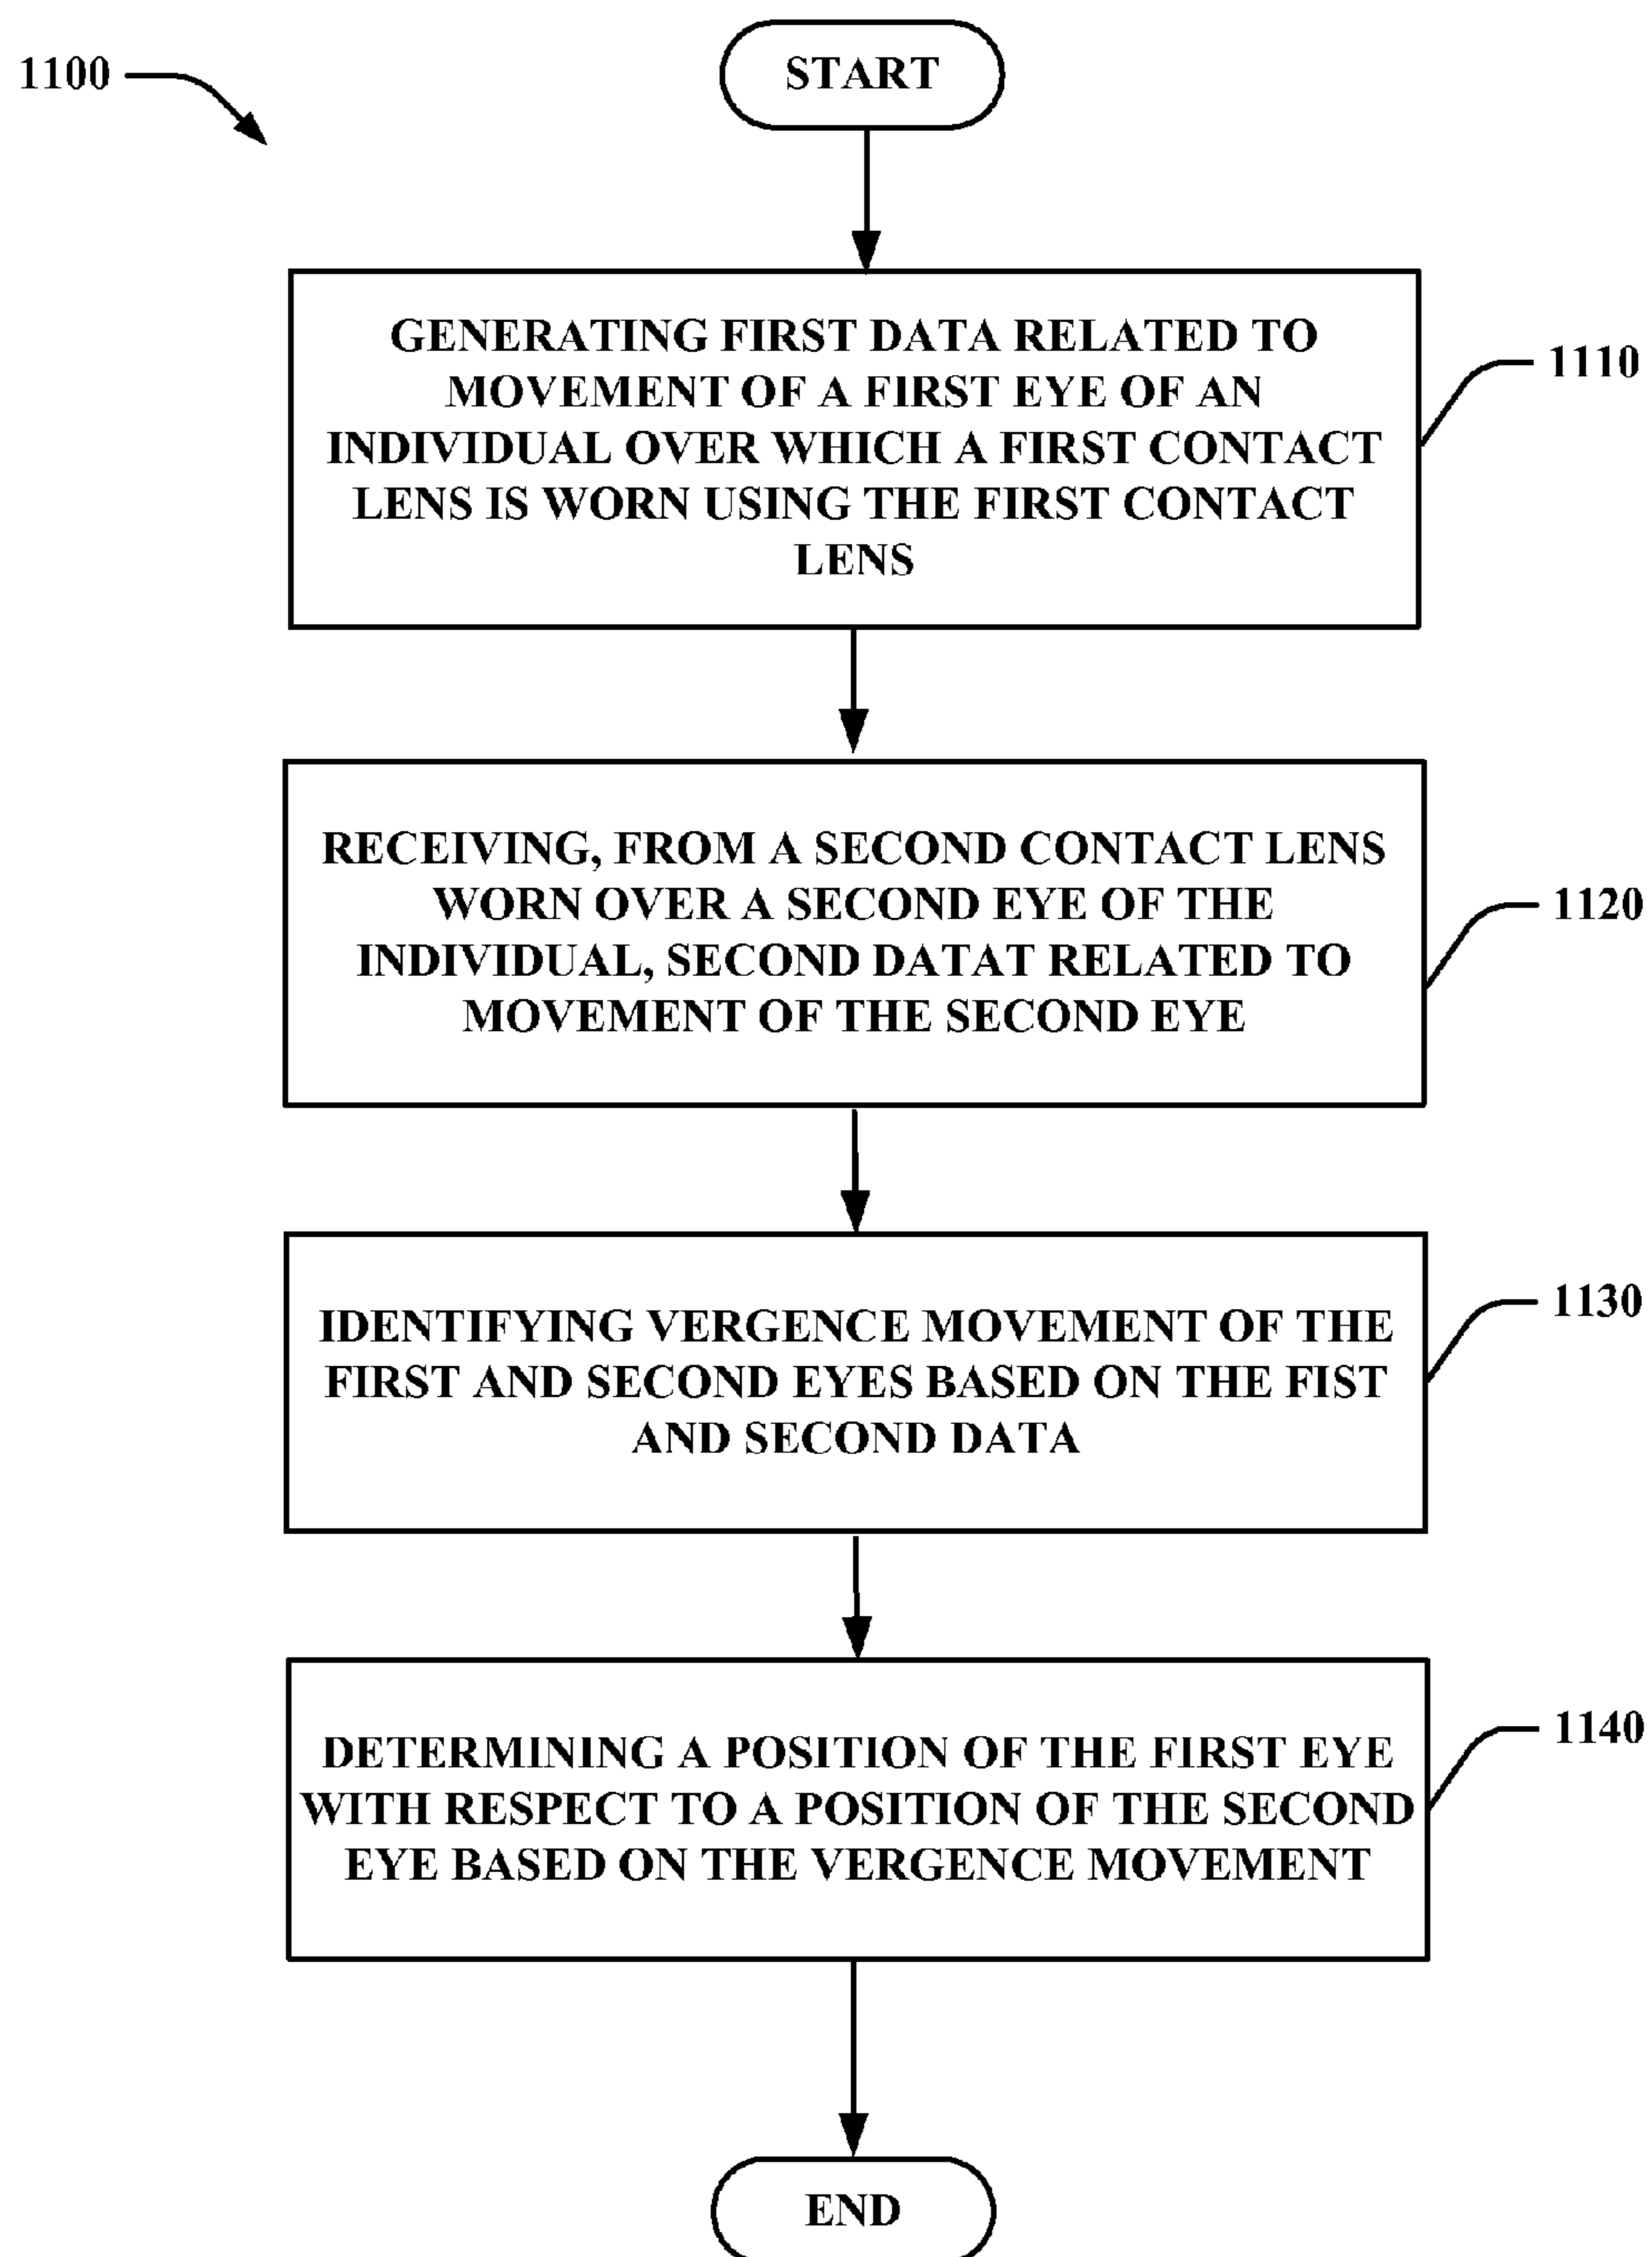 1100
START
GENERATING FIRST DATA RELATED TO
MOVEMENT OF A FIRST EYE OF AN
INDIVIDUAL OVER WHICH A FIRST CONTACT
LENS IS WORN USING THE FIRST CONTACT
LENS
1110
RECEIVING, FROM A SECOND CONTACT LENS
WORN OVER A SECOND EYE OF THE
INDIVIDUAL, SECOND DATAT RELATED TO
MOVEMENT OF THE SECOND EYE
1120
IDENTIFYING VERGENCE MOVEMENT OF THE
FIRST AND SECOND EYES BASED ON THE FIST
AND SECOND DATA
1130
DETERMINING A POSITION OF THE FIRST EYE
WITH RESPECT TO A POSITION OF THE SECOND
EYE BASED ON THE VERGENCE MOVEMENT
1140
END